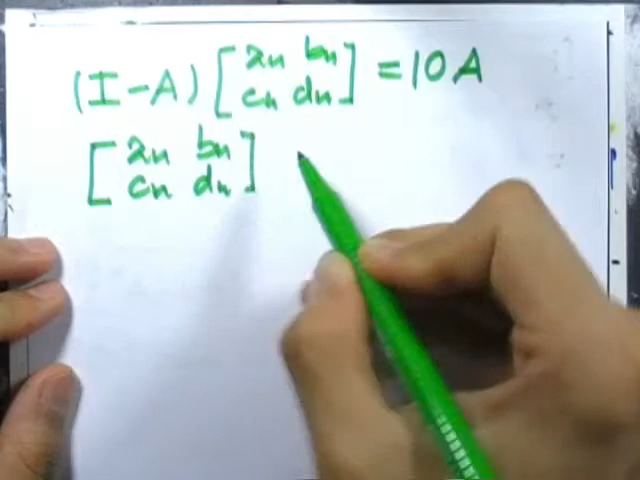 (I-A) [an bn cn dn] = 10A
[an bn cn dn]